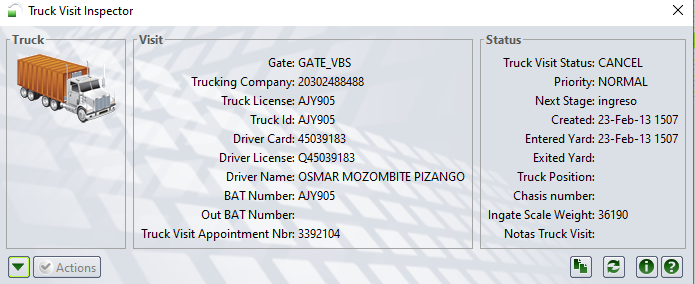 Truck Visit Inspector
Truck
Visit
Gate: GATE_VBS
Trucking Company: 20302488488
Truck License: AJY905
Truck Id: AJY905
Driver Card: 45039183
Driver License: Q45039183
Driver Name: OSMAR MOZOMBITE PIZANGO
BAT Number: AJY905
Out BAT Number:
Truck Visit Appointment Nbr: 3392104
Status
Truck Visit Status: CANCEL
Priority: NORMAL
Next Stage: ingreso
Created: 23-Feb-13 1507
Entered Yard: 23-Feb-13 1507
Exited Yard:
Truck Position:
Chasis number:
Ingate Scale Weight: 36190
Notas Truck Visit:
Actions